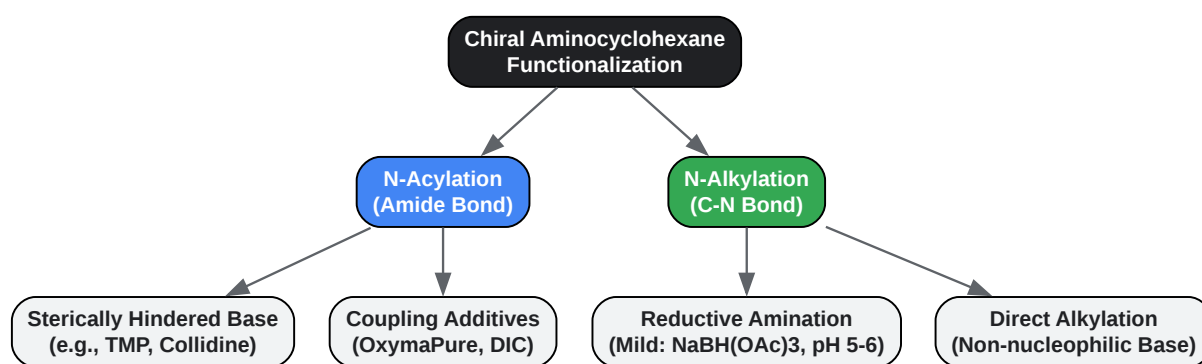 Chiral Aminocyclohexane
Functionalization
N-Acylation
(Amide Bond)
N-Alkylation
(C-N Bond)
Sterically Hindered Base
(e.g., TMP, Collidine)
Coupling Additives
(OxymaPure, DIC)
Reductive Amination
(Mild: NaBH(OAc)3, pH 5-6)
Direct Alkylation
(Non-nucleophilic Base)